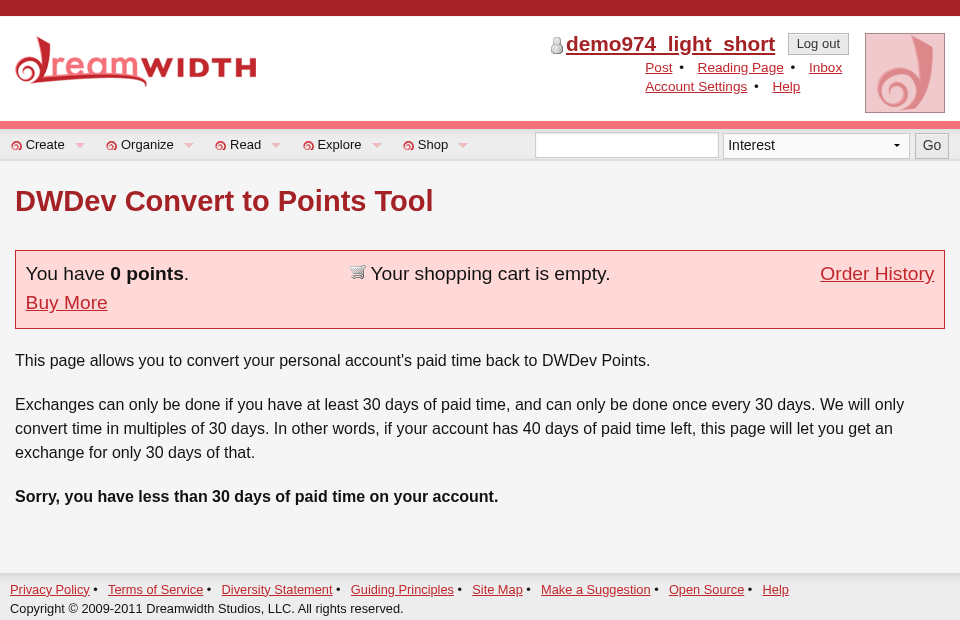 dreamWIDTH
demo974_light_short Log out
Post • Reading Page • Inbox
Account Settings • Help
Create Organize Read Explore Shop Interest Go
DWDev Convert to Points Tool
You have 0 points. Your shopping cart is empty. Order History
Buy More
This page allows you to convert your personal account's paid time back to DWDev Points.
Exchanges can only be done if you have at least 30 days of paid time, and can only be done once every 30 days. We will only
convert time in multiples of 30 days. In other words, if your account has 40 days of paid time left, this page will let you get an
exchange for only 30 days of that.
Sorry, you have less than 30 days of paid time on your account.
Privacy Policy • Terms of Service • Diversity Statement • Guiding Principles • Site Map • Make a Suggestion • Open Source • Help
Copyright © 2009-2011 Dreamwidth Studios, LLC. All rights reserved.